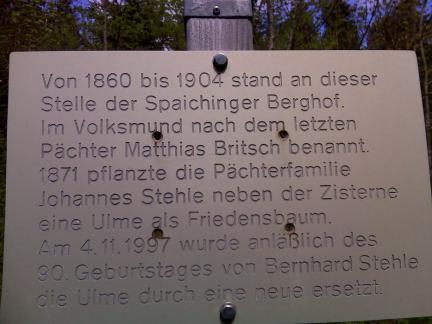 Von 1860 bis 1904 stand an dieser
Stelle der Spaichinger Berghof.
Im Volksmund nach dem letzten
Pächter Matthias Britsch benannt.
1871 pflanzte die Pächterfamilie
Johannes Stehle neben der Zisterne
eine Ulme als Friedensbaum.
Am 4.11.1997 wurde anläßlich des
90. Geburtstages von Bernhard Stehle
die Ulme durch eine neue ersetzt.